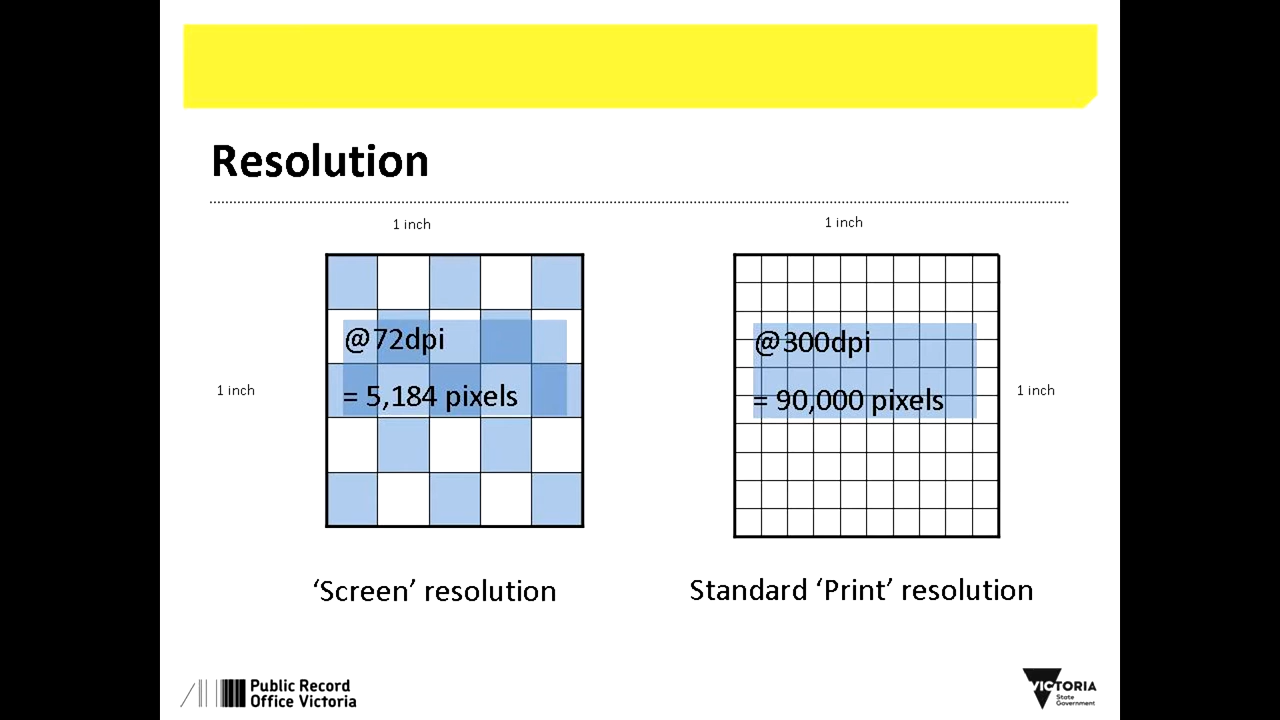 Resolution
1 inch
1 inch
@72dpi
= 5,184 pixels
@300dpi
= 90,000 pixels
1 inch
1 inch
‘Screen’ resolution
Standard ‘Print’ resolution
Public Record
Office Victoria
VICTORIA
State
Government